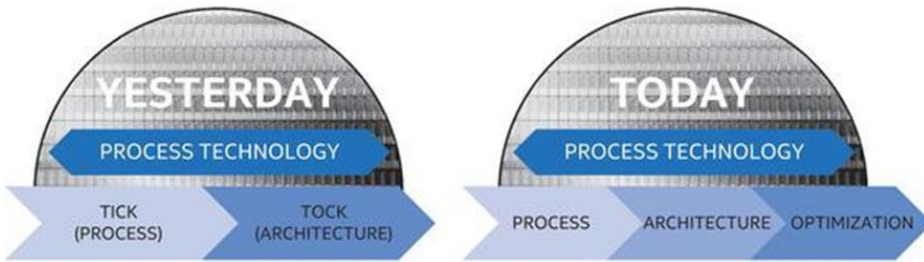 YESTERDAY
PROCESS TECHNOLOGY
TICK
(PROCESS)
TOCK
(ARCHITECTURE)
TODAY
PROCESS TECHNOLOGY
PROCESS
ARCHITECTURE
OPTIMIZATION